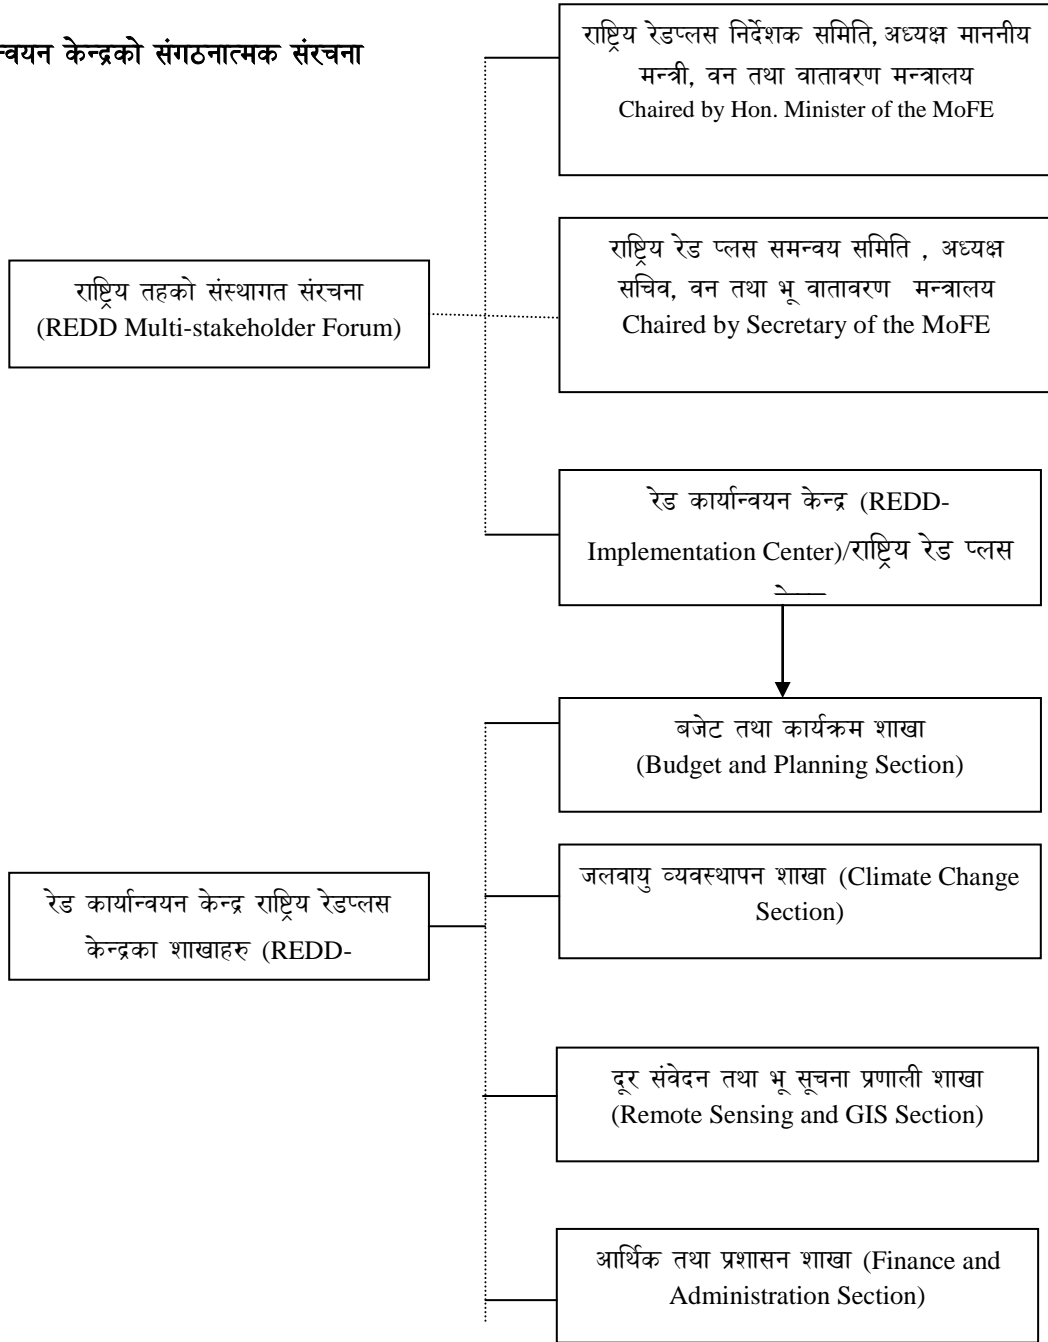 केन्द्रको संगठनात्मक संरचना
राष्ट्रिय रेडप्लस निर्देशक समिति, अध्यक्ष माननीय
मन्त्री, वन तथा वातावरण मन्त्रालय
Chaired by Hon. Minister of the MoFE
राष्ट्रिय रेड प्लस समन्वय समिति , अध्यक्ष
सचिव, वन तथा भू वातावरण मन्त्रालय
Chaired by Secretary of the MoFE
राष्ट्रिय तहको संस्थागत संरचना
(REDD Multi-stakeholder Forum)
रेड कार्यान्वयन केन्द्र (REDD-
Implementation Center)/राष्ट्रिय रेड प्लस
बजेट तथा कार्यक्रम शाखा
(Budget and Planning Section)
जलवायु व्यवस्थापन शाखा (Climate Change
Section)
रेड कार्यान्वयन केन्द्र राष्ट्रिय रेडप्लस
केन्द्रका शाखाहरु (REDD-
दूर संवेदन तथा भू सूचना प्रणाली शाखा
(Remote Sensing and GIS Section)
आर्थिक तथा प्रशासन शाखा (Finance and
Administration Section)